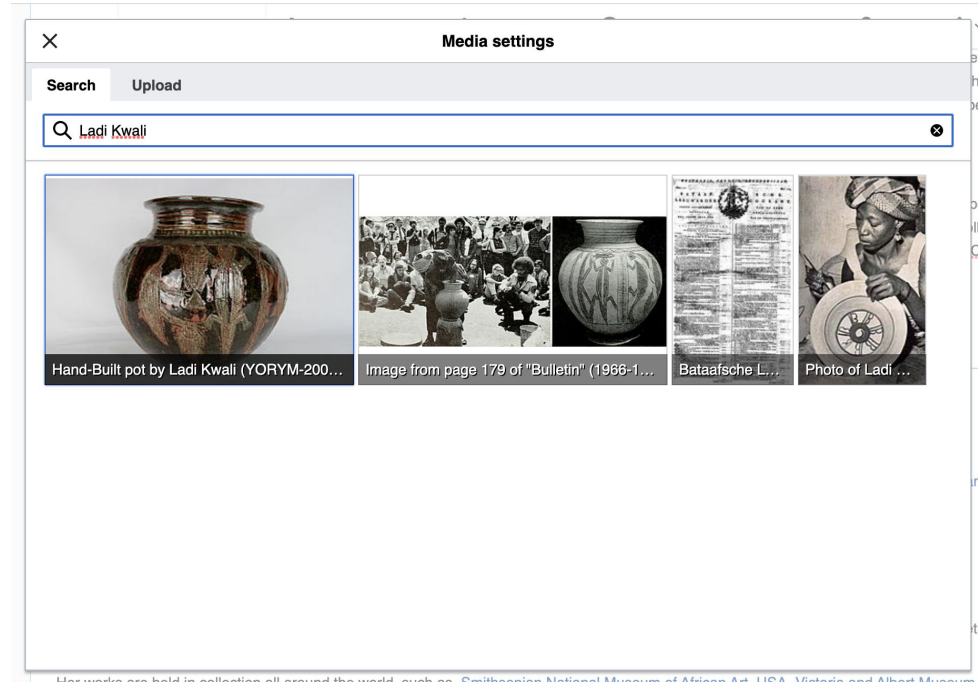 Media settings
Search
Upload
Ladi Kwali
Hand-Built pot by Ladi Kwali (YORYM-200...
Image from page 179 of "Bulletin" (1966-1...
Bataafsche L...
Photo of Ladi ...
Her works are held in collection all around the world, such as Smithsonian National Museum of African Art, USA, Victoria and Albert Museum